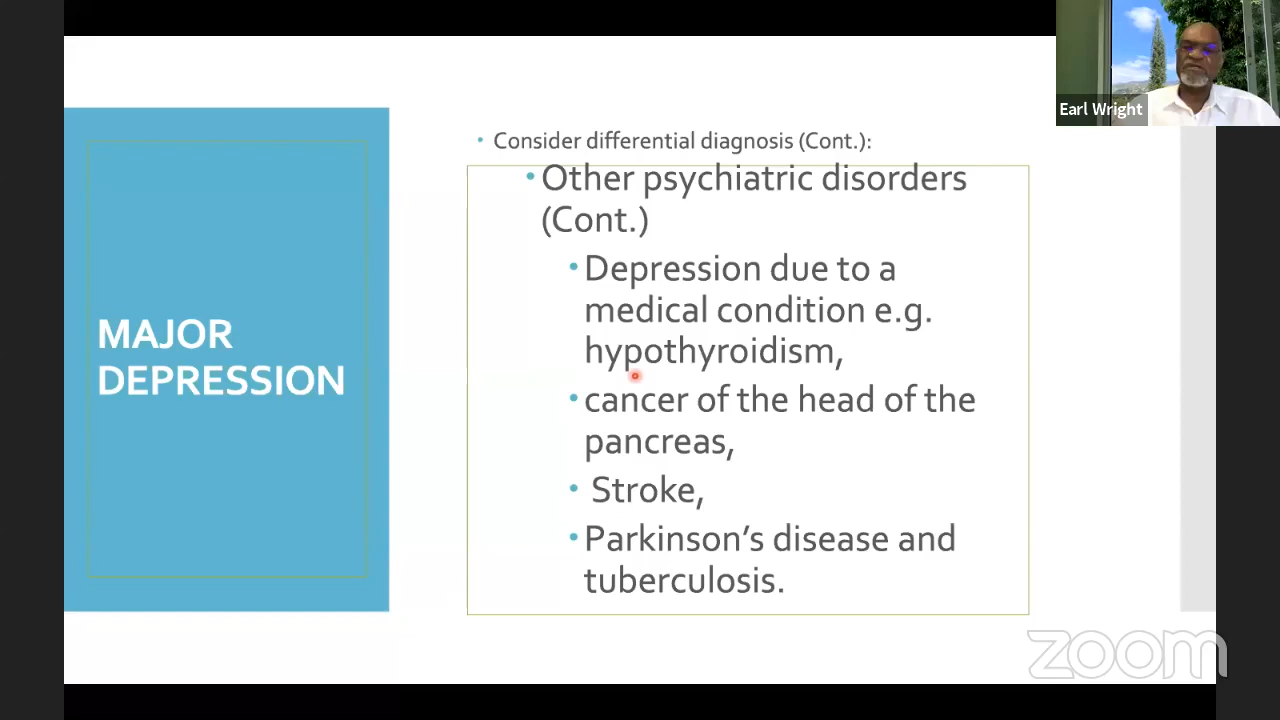 Earl Wright
• Consider differential diagnosis (Cont.):
• Other psychiatric disorders
(Cont.)
• Depression due to a
medical condition e.g.
hypothyroidism,
• cancer of the head of the
pancreas,
• Stroke,
• Parkinson’s disease and
tuberculosis.
MAJOR
DEPRESSION
zoom